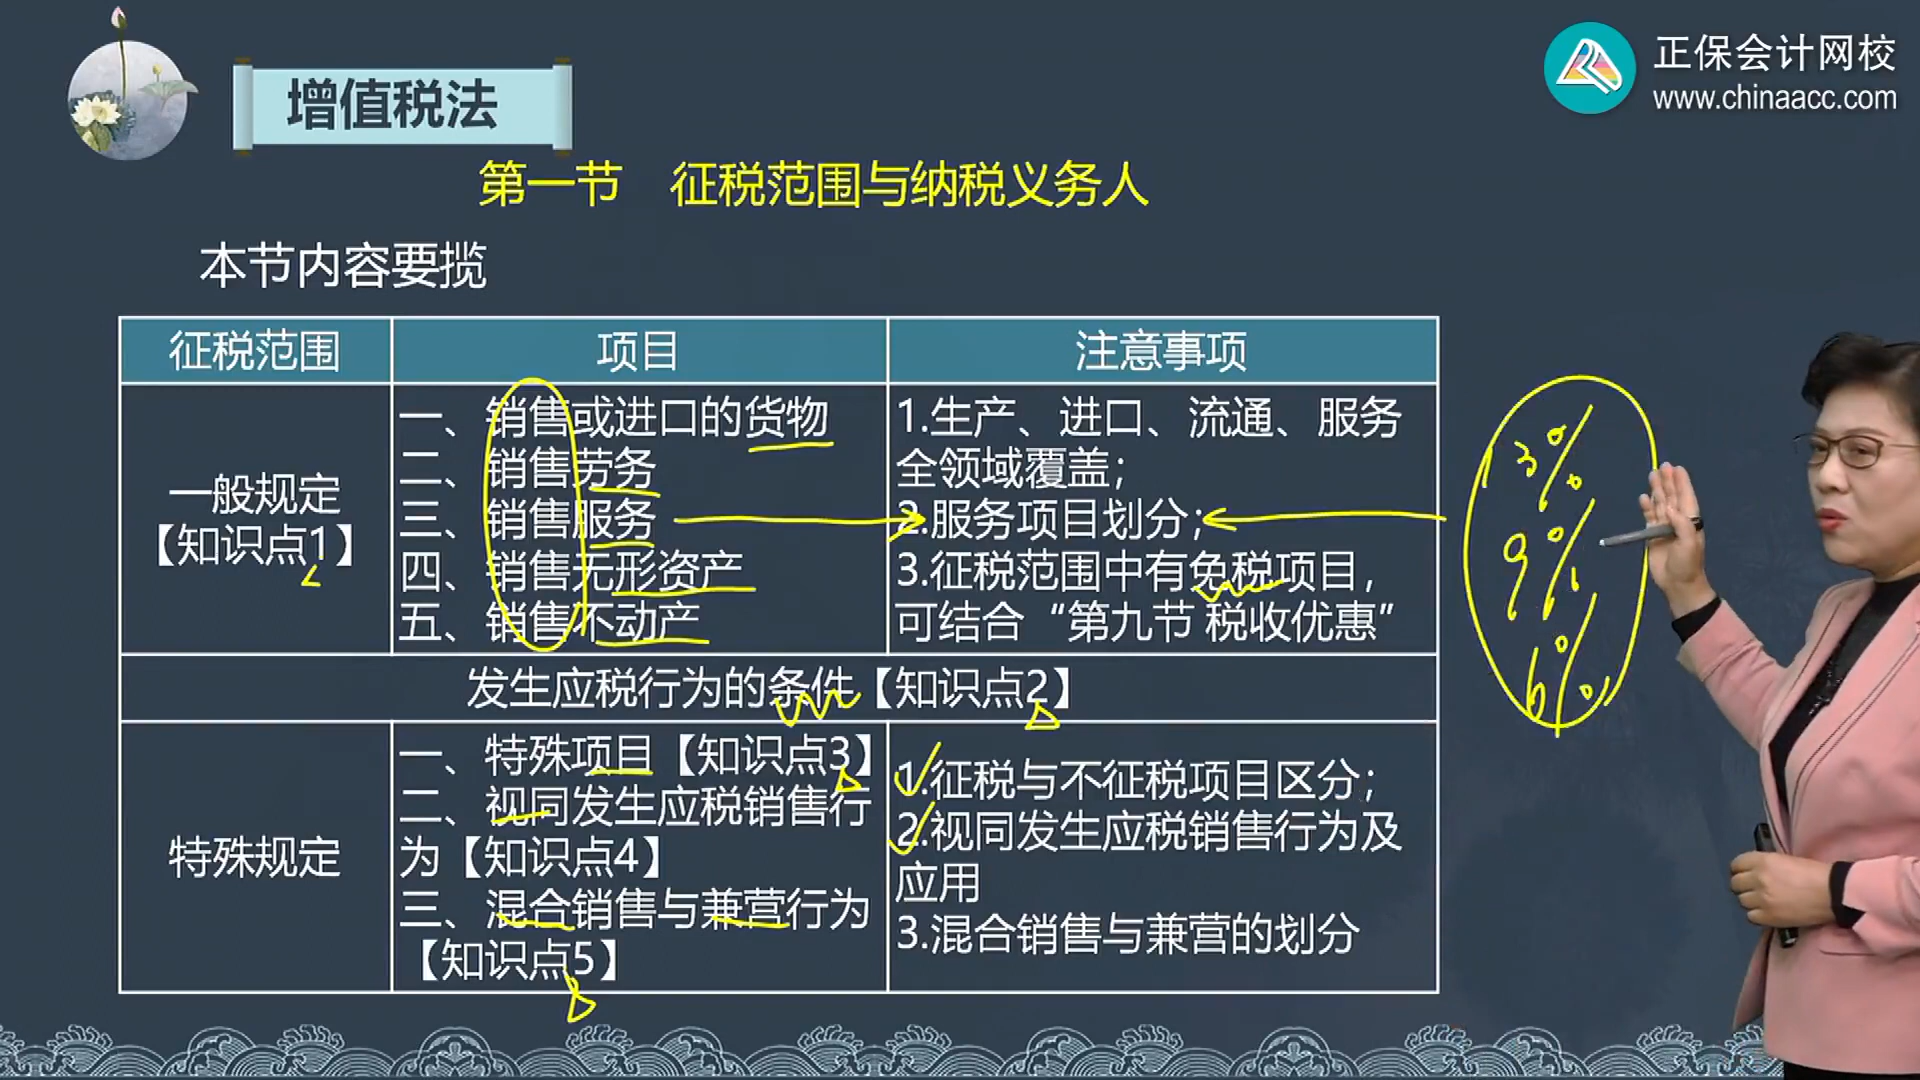 正保会计网校
www.chinaacc.com
增值税法
第一节 征税范围与纳税义务人
本节内容要揽
征税范围
项目
注意事项
一般规定
【知识点1】
一、销售或进口的货物
二、销售劳务
三、销售服务
四、销售无形资产
五、销售不动产
1.生产、进口、流通、服务
全领域覆盖；
2.服务项目划分；
3.征税范围中有免税项目，
可结合“第九节 税收优惠”
13%
9%
6%
发生应税行为的条件【知识点2】
特殊规定
一、特殊项目【知识点3】
二、视同发生应税销售行
为【知识点4】
三、混合销售与兼营行为
【知识点5】
1.征税与不征税项目区分；
2.视同发生应税销售行为及
应用
3.混合销售与兼营的划分